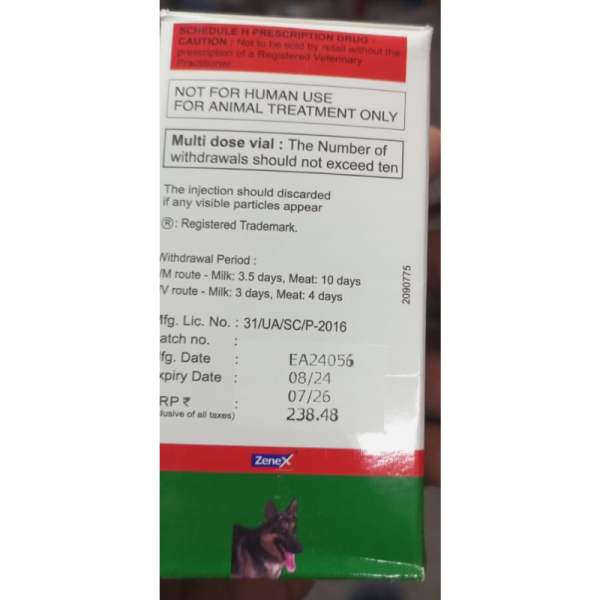 SCHEDULE H PRESCRIPTION DRUG -
CAUTION : Not to be sold by retail without the
prescription of a Registered Veterinary
Practitioner.
NOT FOR HUMAN USE
FOR ANIMAL TREATMENT ONLY
Multi dose vial : The Number of
withdrawals should not exceed ten
The injection should discarded
if any visible particles appear
®: Registered Trademark.
Withdrawal Period :
/M route - Milk: 3.5 days, Meat: 10 days
/V route - Milk: 3 days, Meat: 4 days
2090775
Mfg. Lic. No. : 31/UA/SC/P-2016
atch no. :
fg. Date : EA24056
xpiry Date : 08/24
07/26
RP ₹ : 238.48
lusive of all taxes)
Zenex